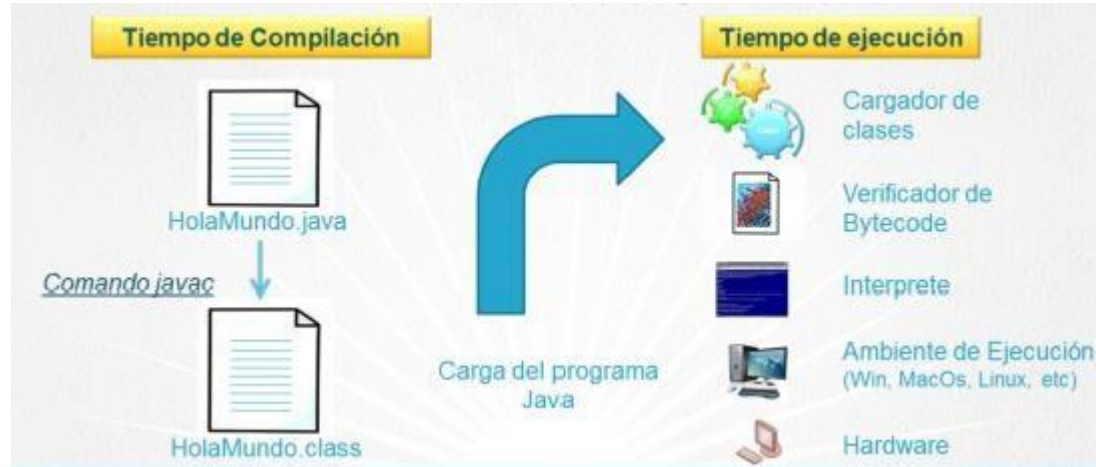 Tiempo de Compilación
HolaMundo.java
Comando javac
HolaMundo.class
Carga del programa
Java
Tiempo de ejecución
Cargador de
clases
Verificador de
Bytecode
Interprete
Ambiente de Ejecución
(Win, MacOs, Linux, etc)
Hardware